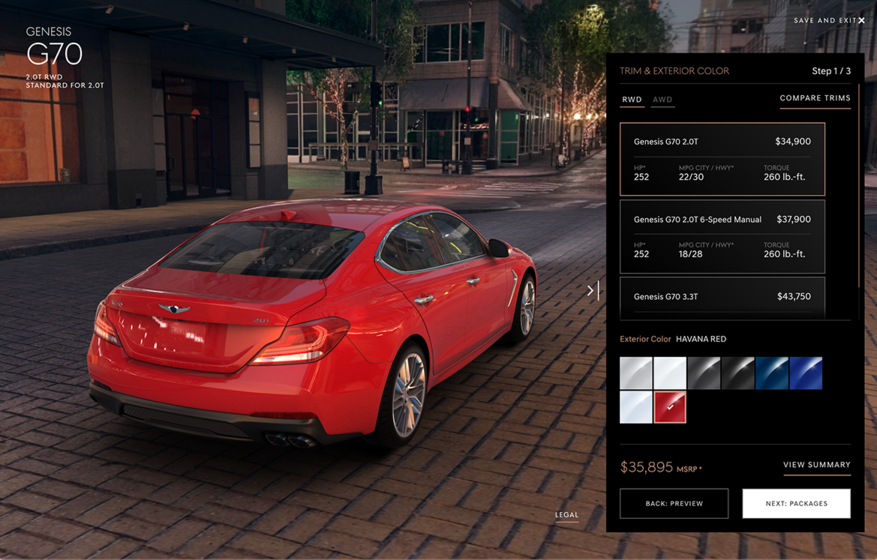 GENESIS
G70
2.0T RWD
STANDARD FOR 2.0T
SAVE AND EXIT
TRIM & EXTERIOR COLOR
Step 1 / 3
RWD
AWD
COMPARE TRIMS
Genesis G70 2.0T
$34,900
HP* MPG CITY / HWY* TORQUE
252 22/30 260 lb.-ft.
Genesis G70 2.0T 6-Speed Manual
$37,900
HP* MPG CITY / HWY* TORQUE
252 18/28 260 lb.-ft.
Genesis G70 3.3T
$43,750
Exterior Color HAVANA RED
$35,895 MSRP*
VIEW SUMMARY
BACK: PREVIEW
NEXT: PACKAGES
LEGAL